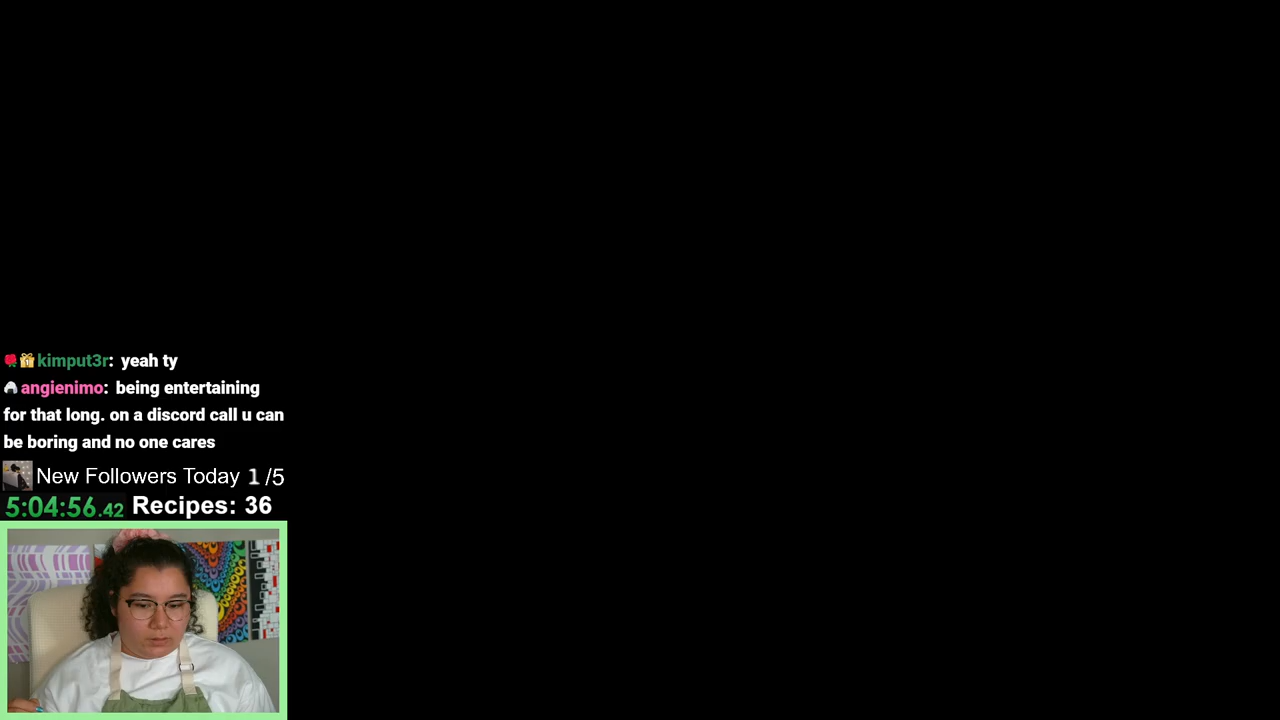 kimput3r: yeah ty
angienimo: being entertaining
for that long. on a discord call u can
be boring and no one cares
New Followers Today 1 /5
5:04:56.42 Recipes: 36